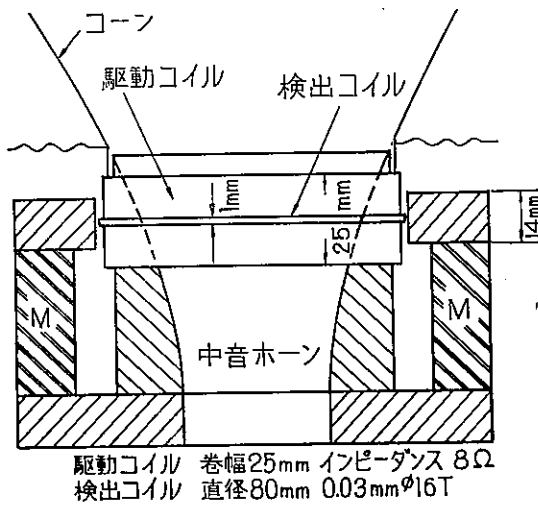 コーン
駆動コイル
検出コイル
1mm
25mm
14mm
M
M
中音ホーン
駆動コイル 巻幅25mm インピーダンス 8Ω
検出コイル 直径80mm 0.03mmφ16T